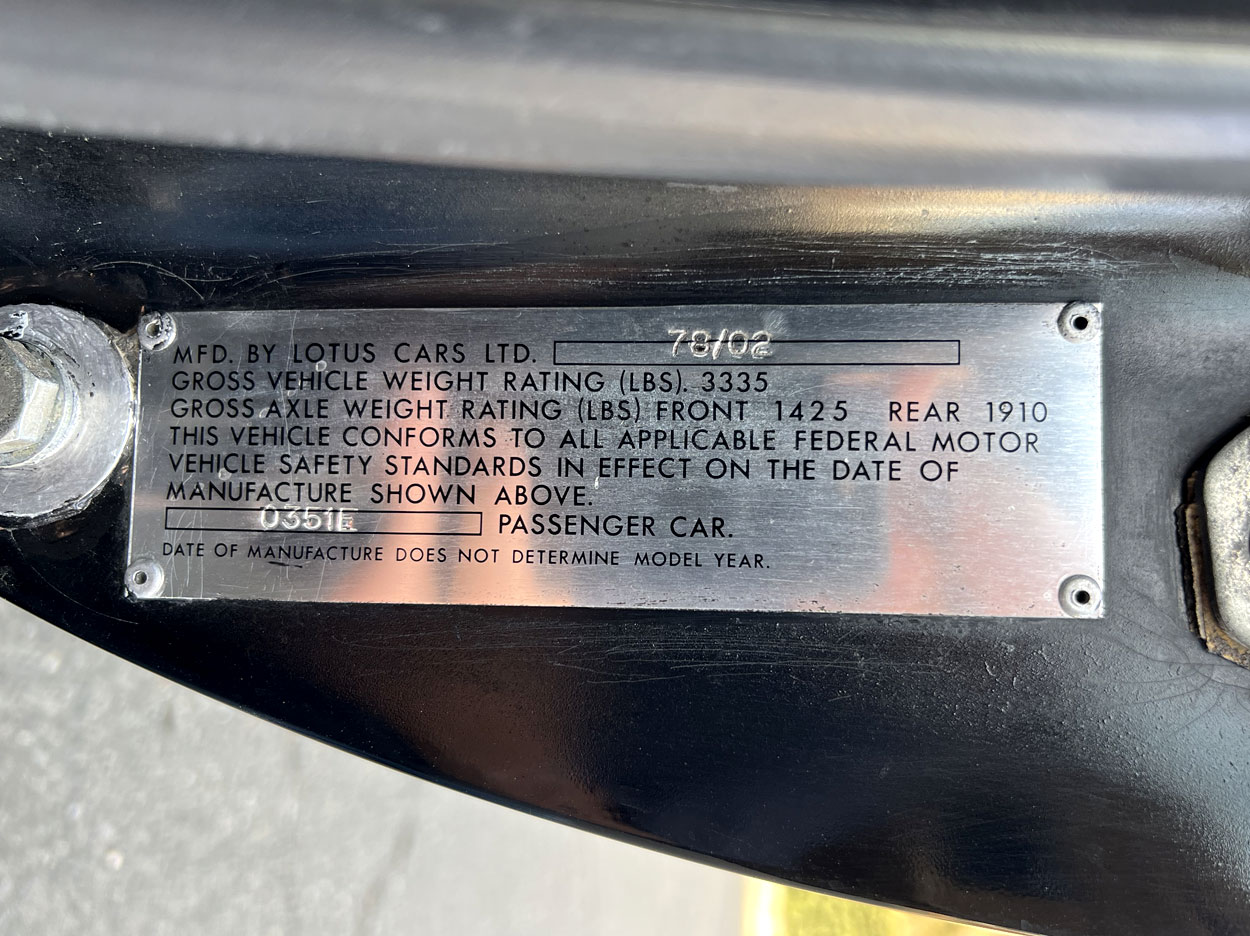 MFD. BY LOTUS CARS LTD. 78/02
GROSS VEHICLE WEIGHT RATING (LBS). 3335
GROSS AXLE WEIGHT RATING (LBS) FRONT 1425 REAR 1910
THIS VEHICLE CONFORMS TO ALL APPLICABLE FEDERAL MOTOR
VEHICLE SAFETY STANDARDS IN EFFECT ON THE DATE OF
MANUFACTURE SHOWN ABOVE.
0351E PASSENGER CAR.
DATE OF MANUFACTURE DOES NOT DETERMINE MODEL YEAR.